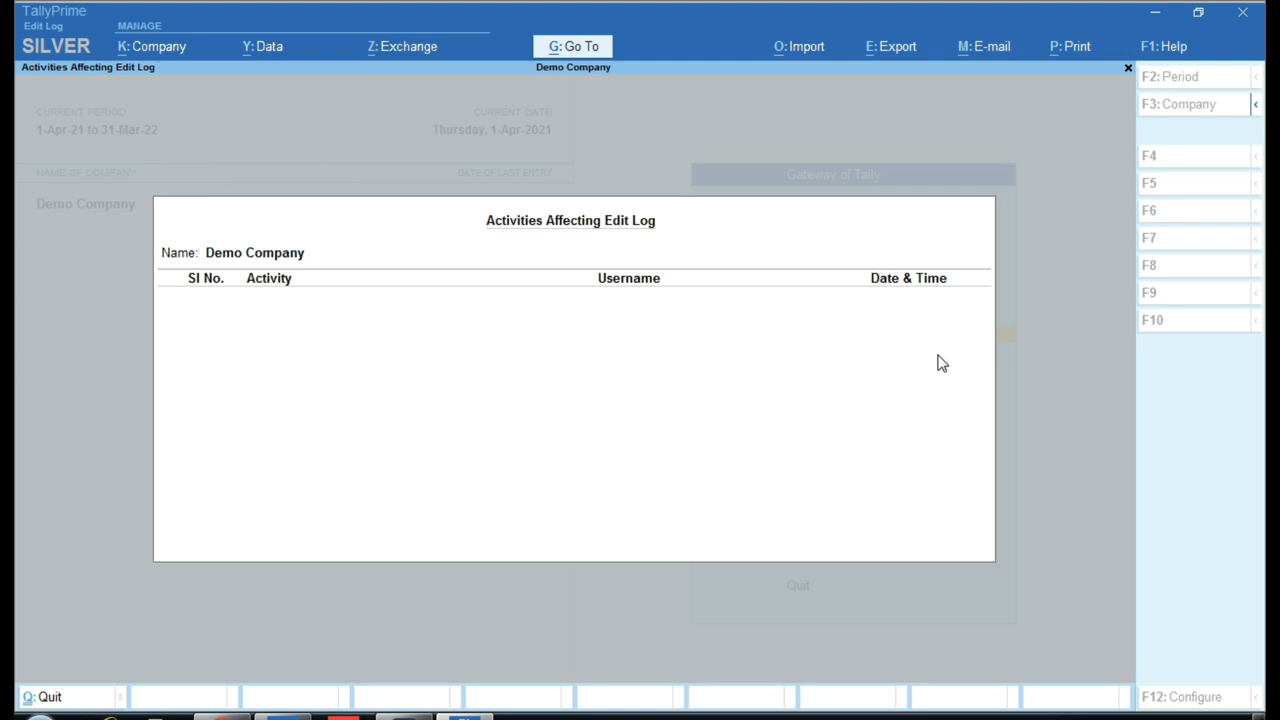 TallyPrime
Edit Log
MANAGE
SILVER
K: Company
Y: Data
Z: Exchange
G: Go To
O: Import
E: Export
M: E-mail
P: Print
F1: Help
Activities Affecting Edit Log
Demo Company
×
F2: Period
F3: Company
CURRENT PERIOD
CURRENT DATE
1-Apr-21 to 31-Mar-22
Thursday, 1-Apr-2021
NAME OF COMPANY
DATE OF LAST ENTRY
Gateway of Tally
Demo Company
F4
F5
F6
F7
F8
F9
F10
Activities Affecting Edit Log
Name: Demo Company
Sl No. Activity Username Date & Time
Quit
Q: Quit
F12: Configure